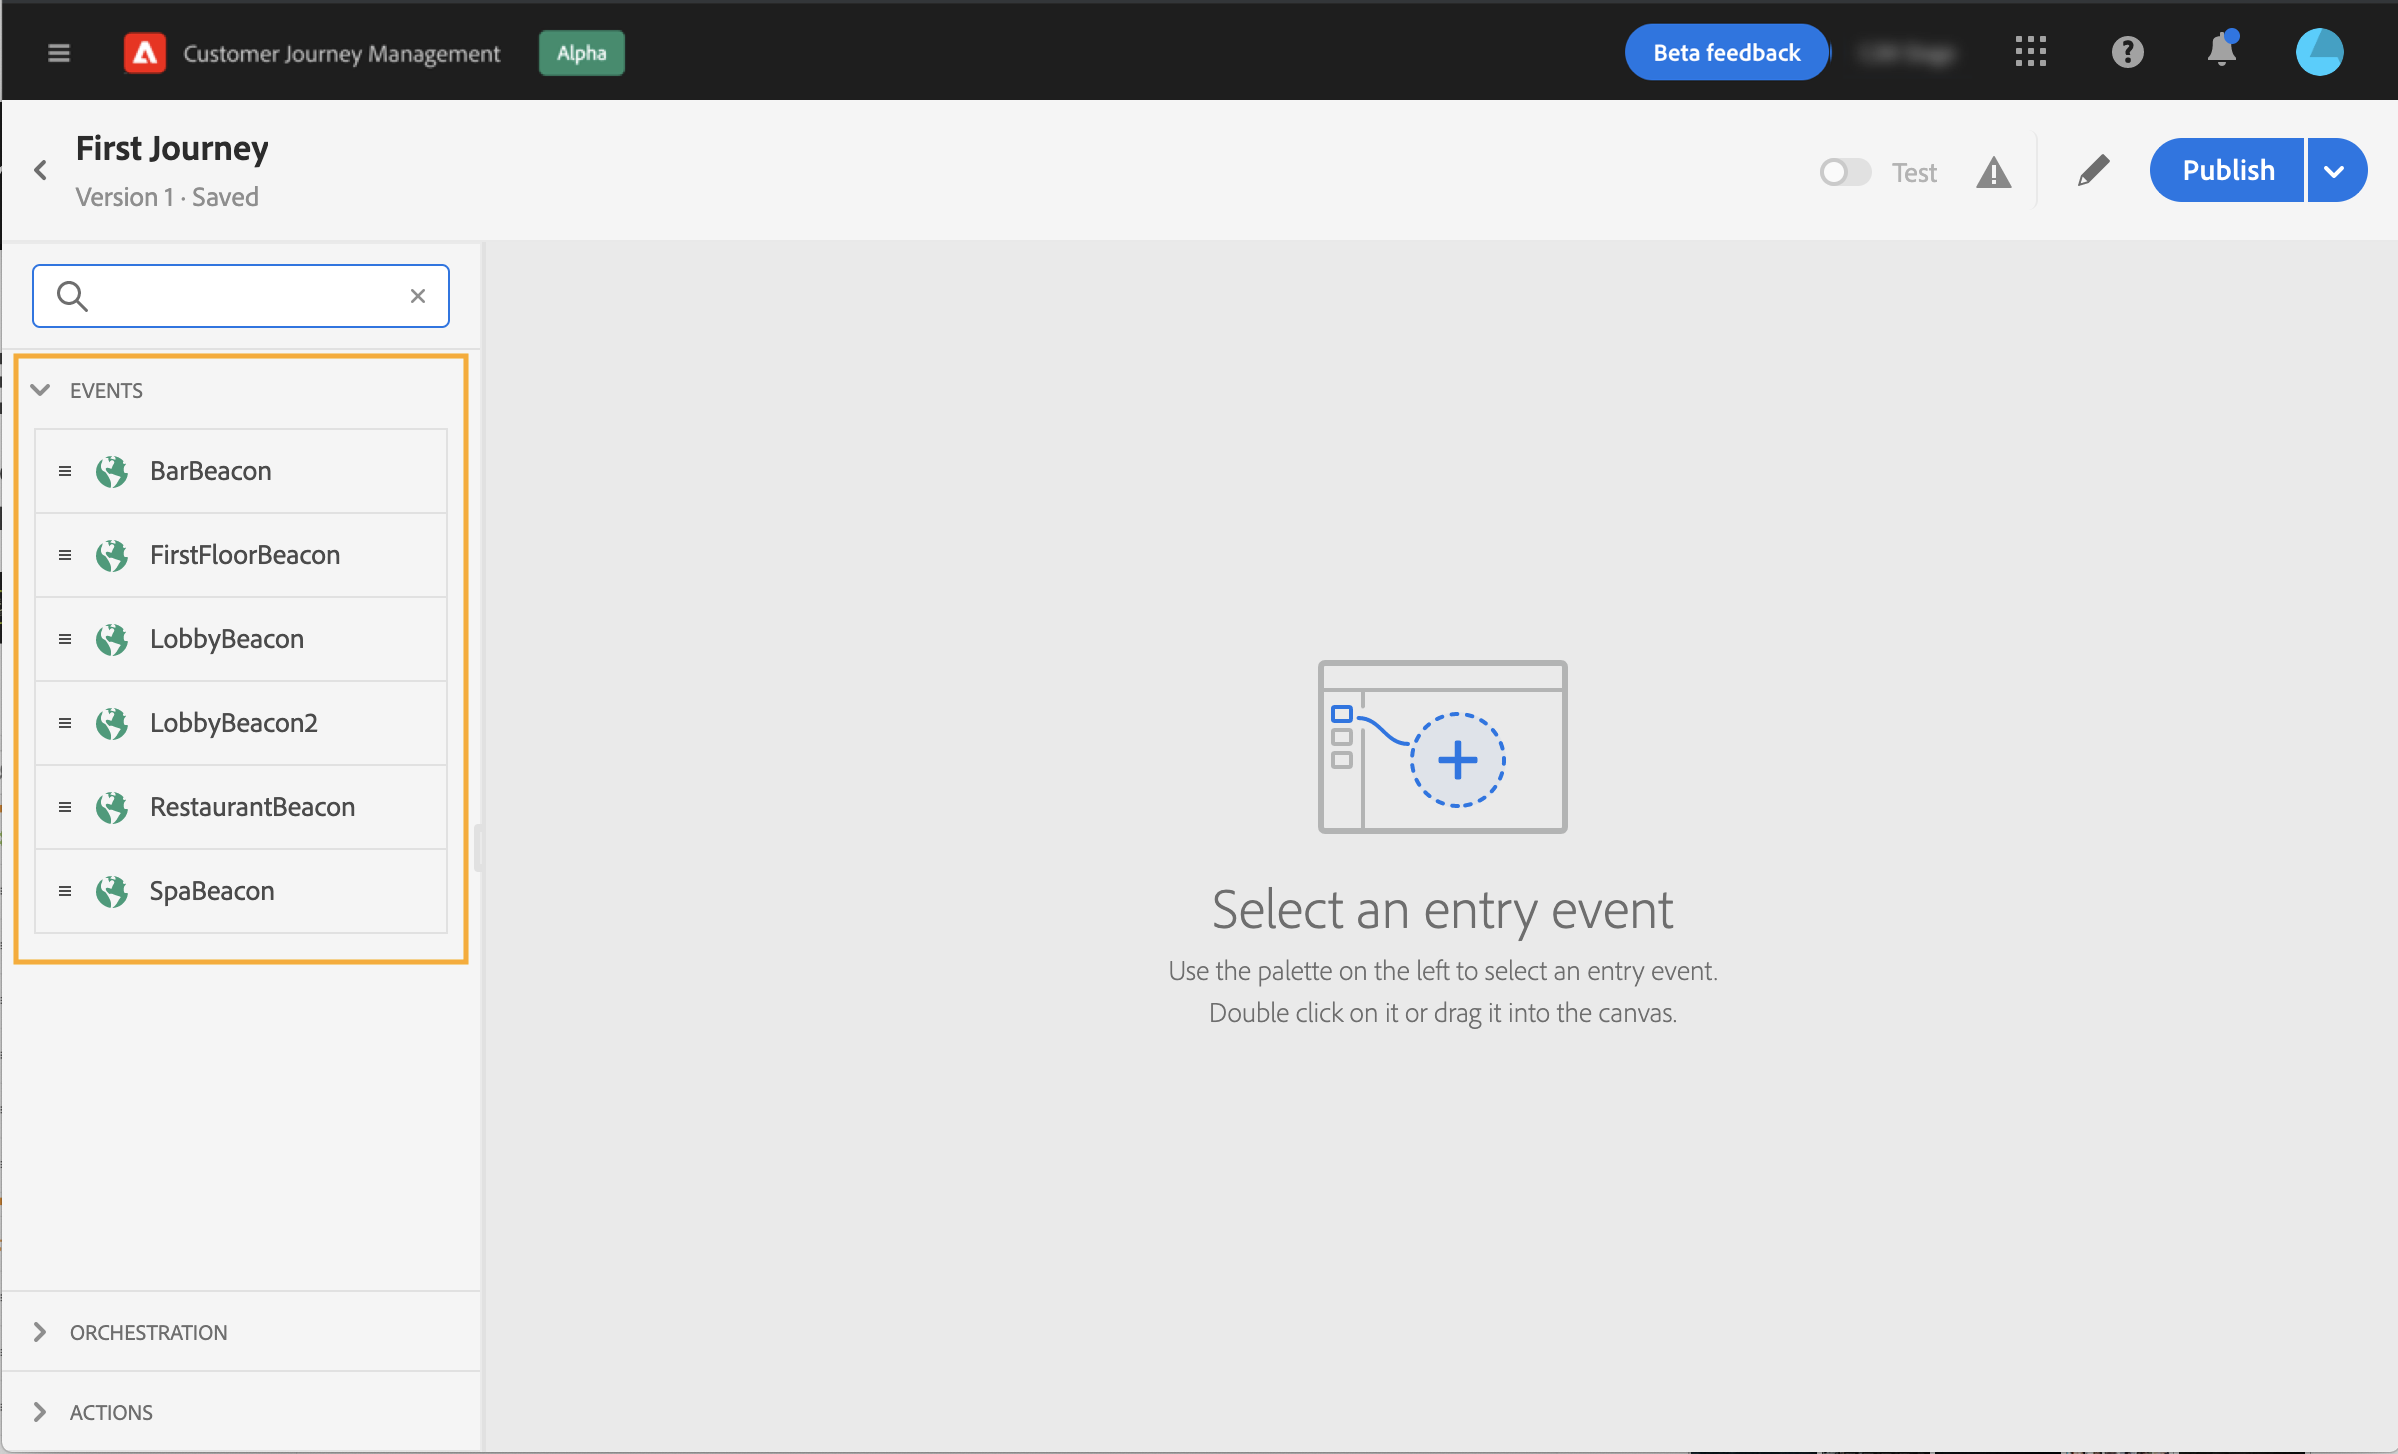 Customer Journey Management
Alpha
Beta feedback
First Journey
Version 1 · Saved
Test
Publish
EVENTS
BarBeacon
FirstFloorBeacon
LobbyBeacon
LobbyBeacon2
RestaurantBeacon
SpaBeacon
ORCHESTRATION
ACTIONS
Select an entry event
Use the palette on the left to select an entry event.
Double click on it or drag it into the canvas.